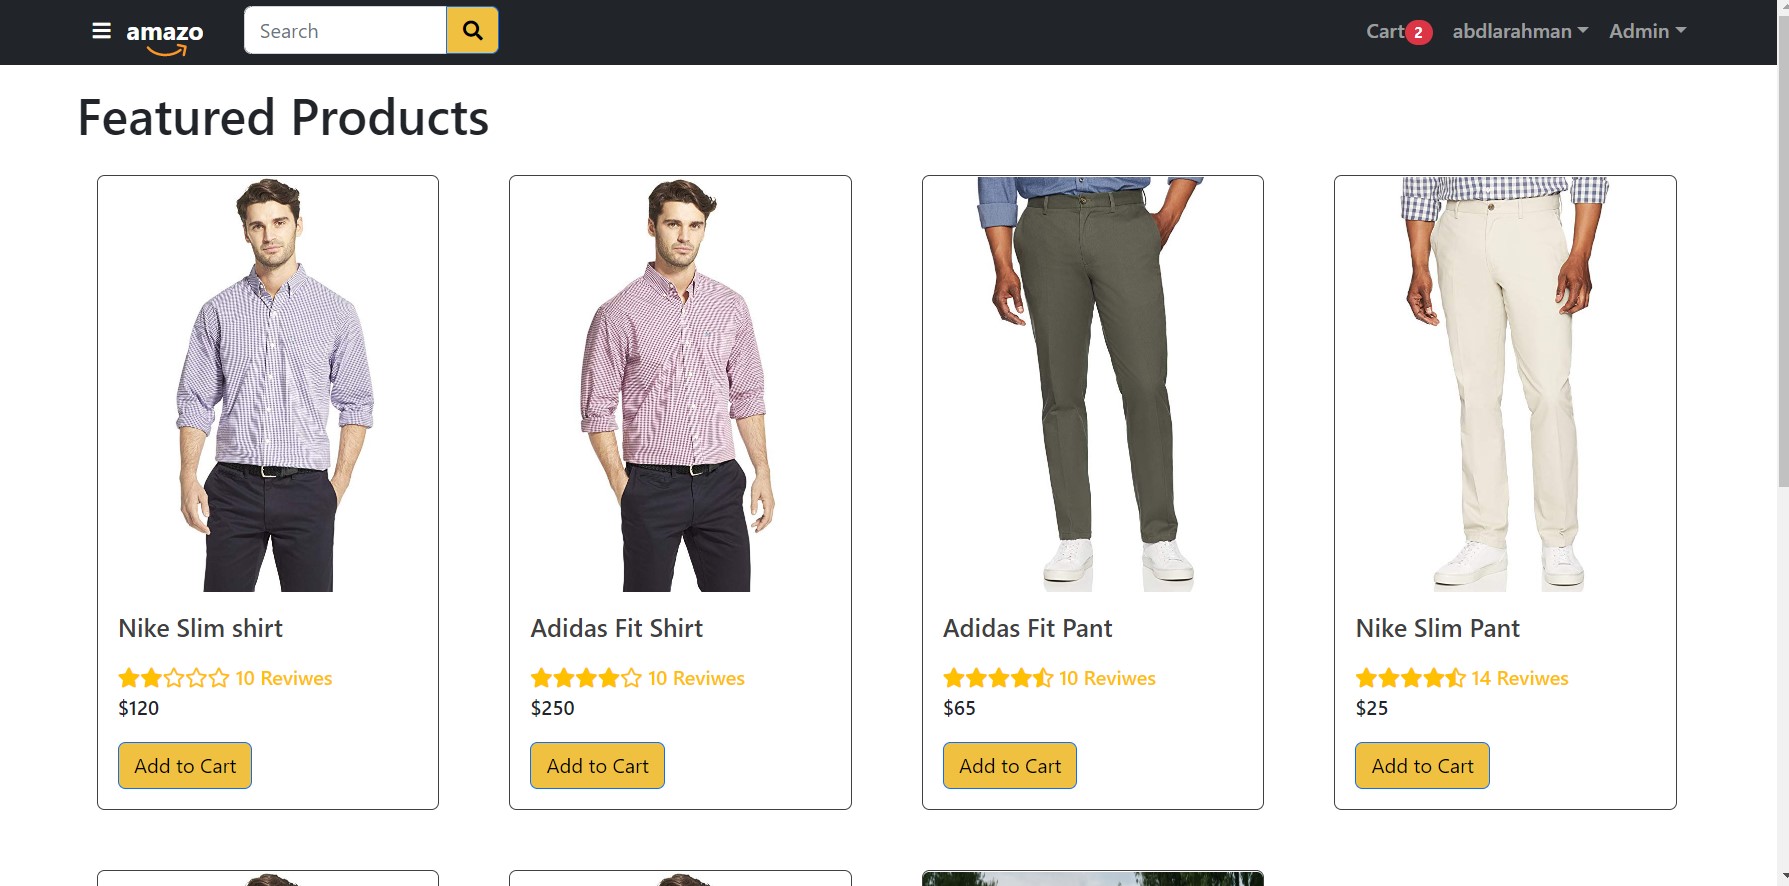 amazo
Search
Cart 2
abdlarahman
Admin
Featured Products
Nike Slim shirt
10 Reviwes
$120
Add to Cart
Adidas Fit Shirt
10 Reviwes
$250
Add to Cart
Adidas Fit Pant
10 Reviwes
$65
Add to Cart
Nike Slim Pant
14 Reviwes
$25
Add to Cart